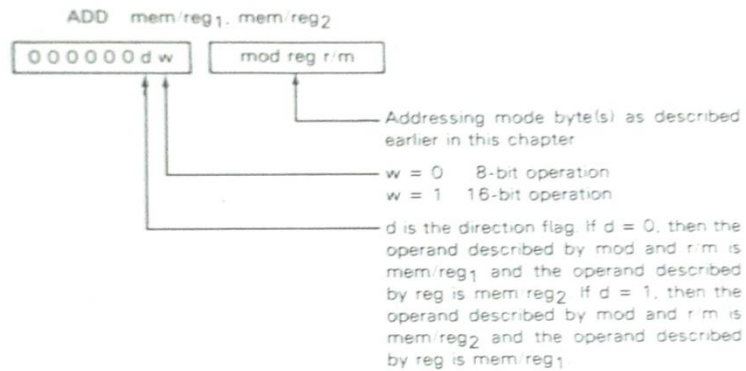 ADD mem/reg1, mem/reg2
0 0 0 0 0 0 d w
mod reg r/m
Addressing mode byte(s) as described
earlier in this chapter
w = 0 8-bit operation
w = 1 16-bit operation
d is the direction flag. If d = 0, then the
operand described by mod and r/m is
mem/reg1 and the operand described
by reg is mem/reg2 If d = 1, then the
operand described by mod and r/m is
mem/reg2 and the operand described
by reg is mem/reg1